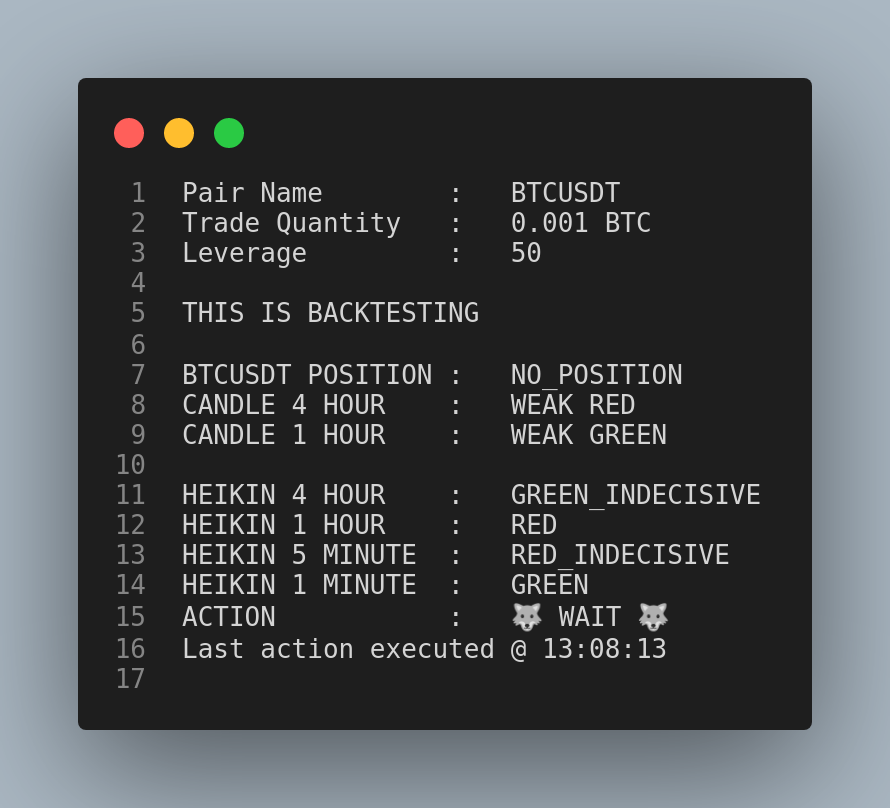 1 Pair Name : BTCUSDT
2 Trade Quantity : 0.001 BTC
3 Leverage : 50
4
5 THIS IS BACKTESTING
6
7 BTCUSDT POSITION : NO_POSITION
8 CANDLE 4 HOUR : WEAK RED
9 CANDLE 1 HOUR : WEAK GREEN
10
11 HEIKIN 4 HOUR : GREEN_INDECISIVE
12 HEIKIN 1 HOUR : RED
13 HEIKIN 5 MINUTE : RED_INDECISIVE
14 HEIKIN 1 MINUTE : GREEN
15 ACTION : 🐺 WAIT 🐺
16 Last action executed @ 13:08:13
17